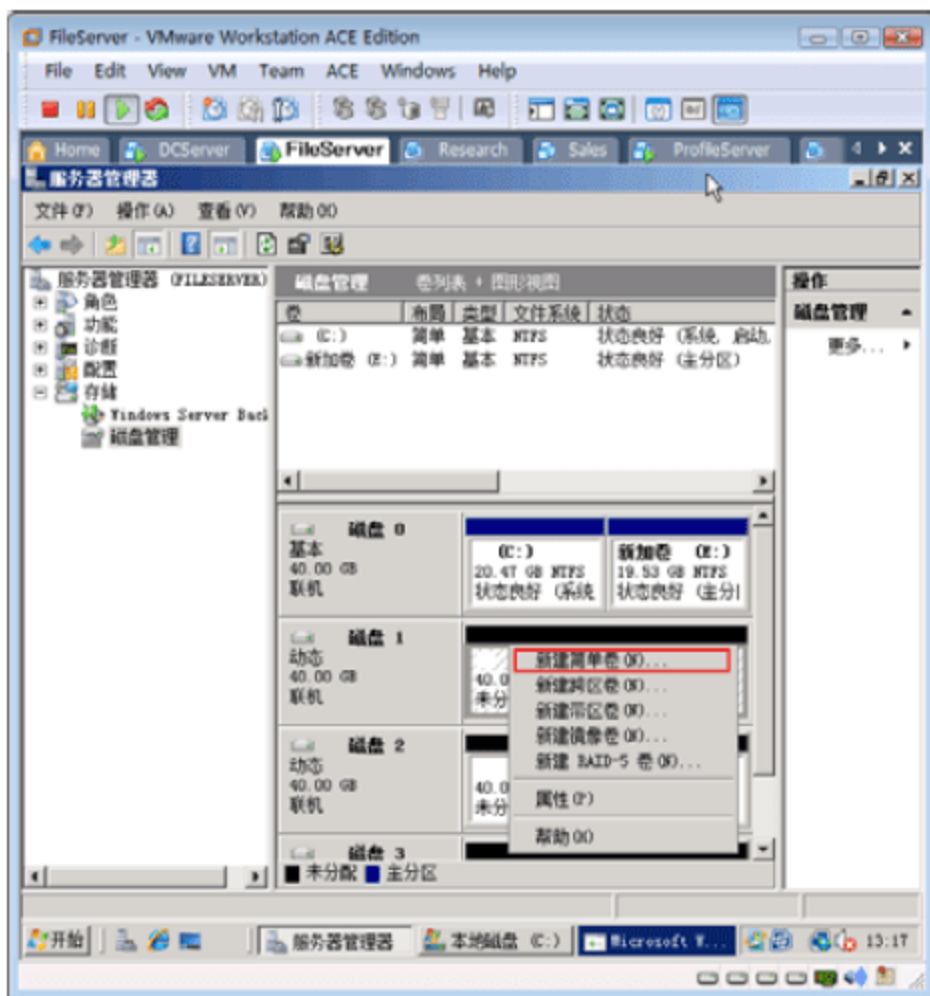 FileServer - VMware Workstation ACE Edition
File Edit View VM Team ACE Windows Help
Home DCServer FileServer Research Sales ProfileServer
服务器管理器
文件(F) 操作(A) 查看(V) 帮助(H)
服务器管理器 (FILESERVER)
角色
功能
诊断
配置
存储
Windows Server Back
磁盘管理
磁盘管理 卷列表 + 图形视图
卷 布局 类型 文件系统 状态
(C:) 简单 基本 NTFS 状态良好 (系统, 启动,
新加卷 (E:) 简单 基本 NTFS 状态良好 (主分区)
磁盘 0
基本
40.00 GB
联机
(C:)
20.47 GB NTFS
状态良好 (系统
新加卷 (E:)
19.53 GB NTFS
状态良好 (主分
磁盘 1
动态
40.00 GB
联机
40.0
未分
新建简单卷(N)...
新建跨区卷(N)...
新建带区卷(N)...
新建镜像卷(N)...
新建 RAID-5 卷(N)...
属性(P)
帮助(H)
磁盘 2
动态
40.00 GB
联机
40.0
未分
磁盘 3
未分配 主分区
操作
磁盘管理
更多...
开始 服务器管理器 本地磁盘 (C:) Microsoft V... 13:17